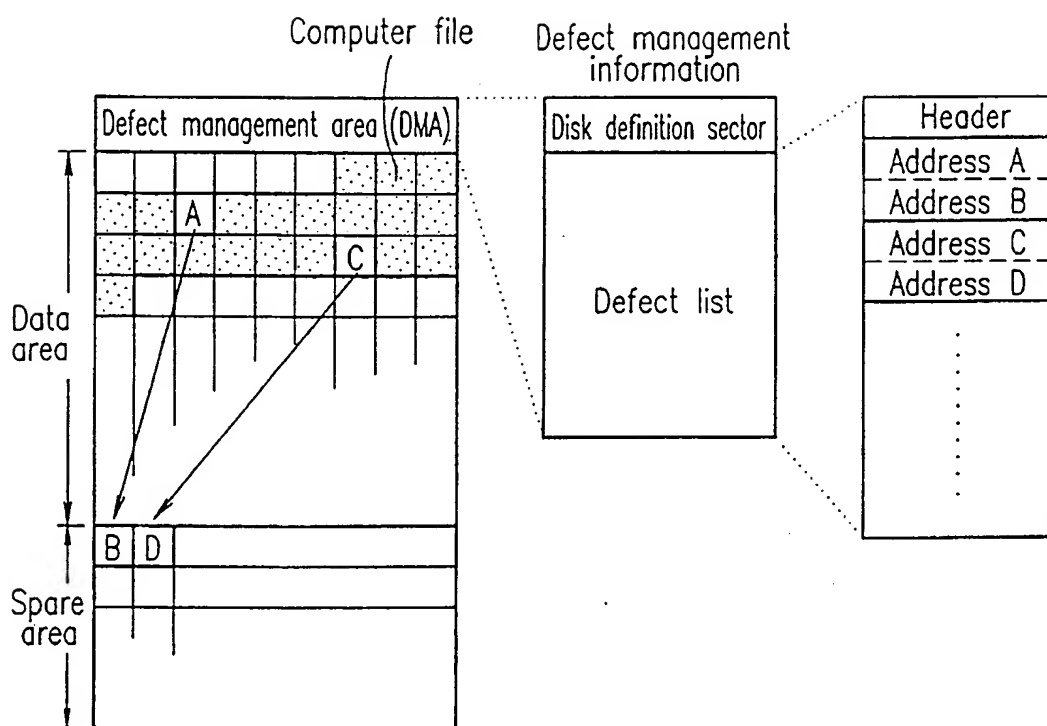 Computer file
Defect management
information
Defect management area (DMA)
Disk definition sector
Header
Address A
Address B
Address C
Address D
A
C
Defect list
Data
area
B D
Spare
area